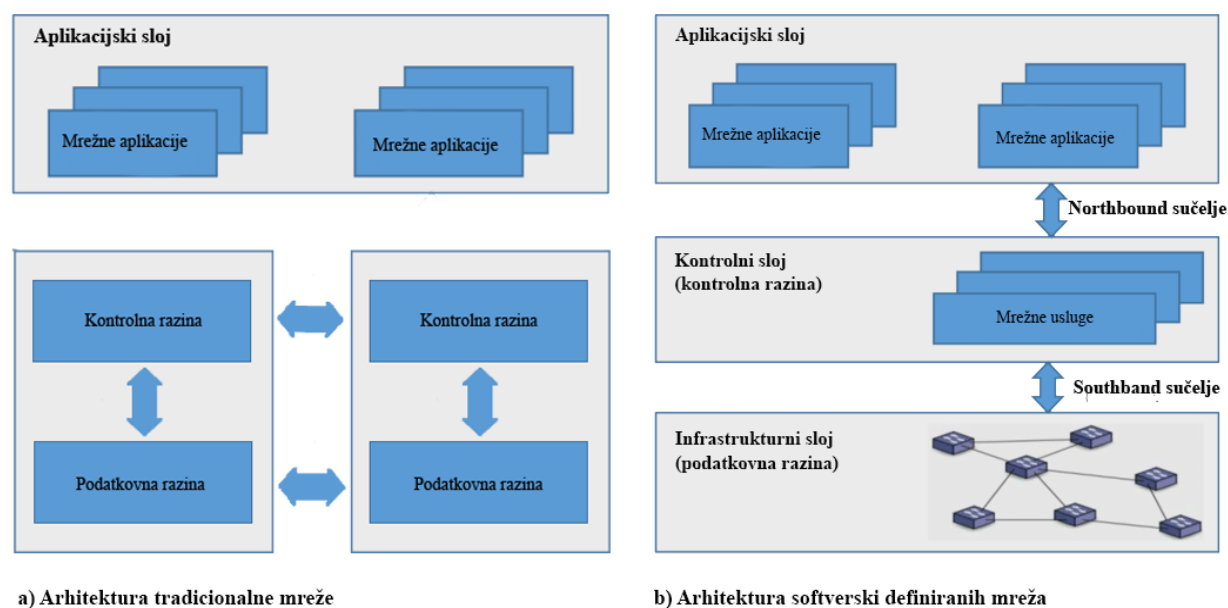 Aplikacijski sloj
Mrežne aplikacije
Mrežne aplikacije
Kontrolna razina
Kontrolna razina
Podatkovna razina
Podatkovna razina
a) Arhitektura tradicionalne mreže
Aplikacijski sloj
Mrežne aplikacije
Mrežne aplikacije
Northbound sučelje
Kontrolni sloj
(kontrolna razina)
Mrežne usluge
Southband sučelje
Infrastrukturni sloj
(podatkovna razina)
b) Arhitektura softverski definiranih mreža